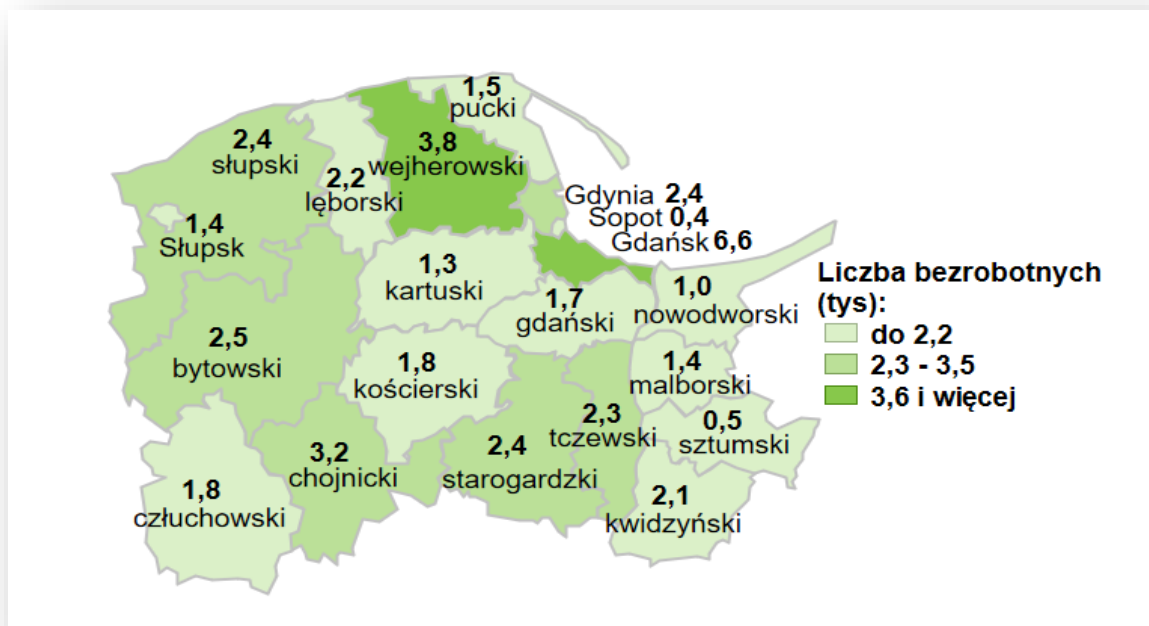 1,5
pucki
2,4
słupski
3,8
wejherowski
2,2
lęborski
Gdynia 2,4
Sopot 0,4
Gdańsk 6,6
1,4
Słupsk
1,3
kartuski
1,7
gdański
1,0
nowodworski
2,5
bytowski
1,8
kościerski
1,4
malborski
2,3
tczewski
0,5
sztumski
3,2
chojnicki
2,4
starogardzki
1,8
człuchowski
2,1
kwidzyński
Liczba bezrobotnych
(tys):
do 2,2
2,3 - 3,5
3,6 i więcej